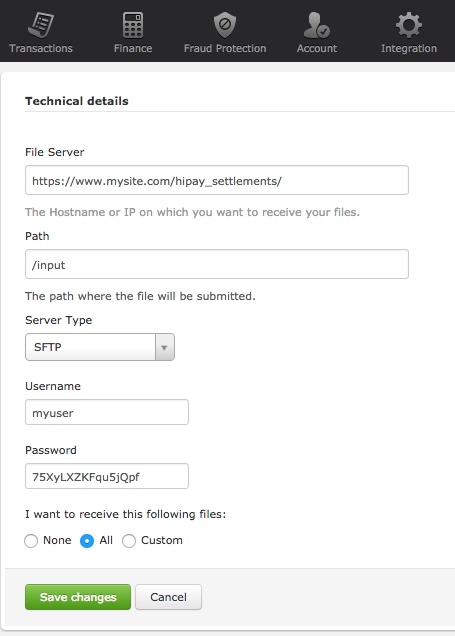 Transactions Finance Fraud Protection Account Integration
Technical details
File Server
https://www.mysite.com/hipay_settlements/
The Hostname or IP on which you want to receive your files.
Path
/input
The path where the file will be submitted.
Server Type
SFTP
Username
myuser
Password
75XyLXZKFqu5jQpf
I want to receive this following files:
None All Custom
Save changes Cancel